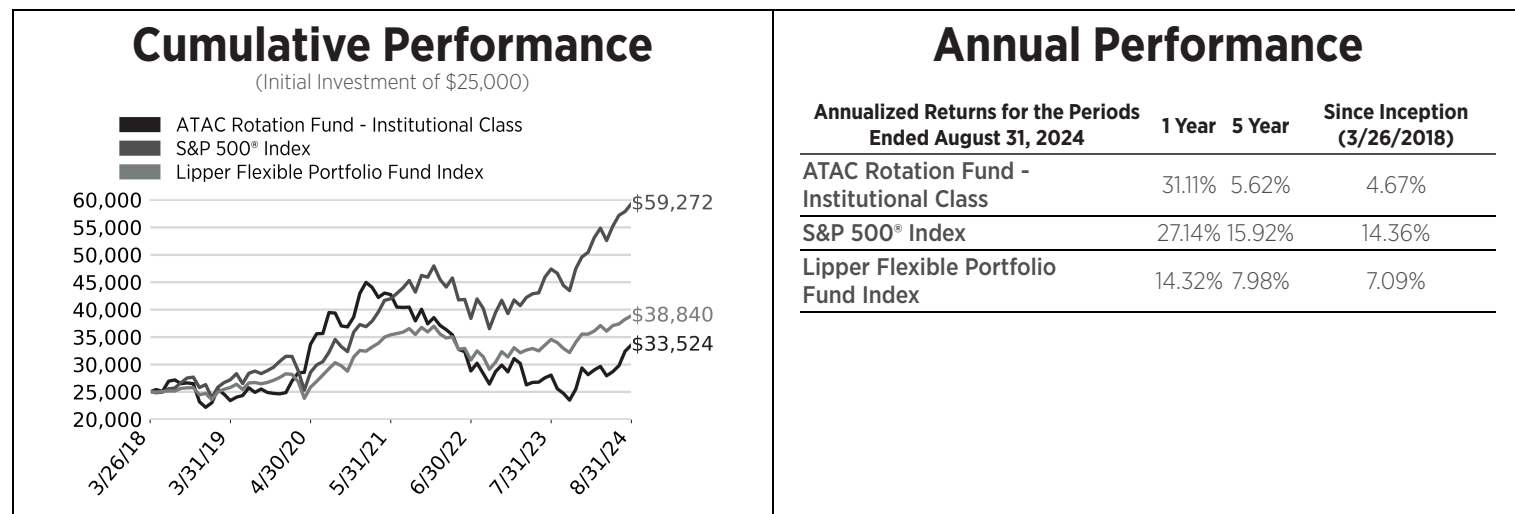 Cumulative Performance
(Initial Investment of $25,000)
ATAC Rotation Fund - Institutional Class
S&P 500® Index
Lipper Flexible Portfolio Fund Index
60,000
55,000
50,000
45,000
40,000
35,000
30,000
25,000
20,000
$59,272
$38,840
$33,524
3/26/18
3/31/19
4/30/20
5/31/21
6/30/22
7/31/23
8/31/24
Annual Performance
Annualized Returns for the Periods
Ended August 31, 2024
1 Year
5 Year
Since Inception
(3/26/2018)
ATAC Rotation Fund -
Institutional Class
31.11% 5.62% 4.67%
S&P 500® Index 27.14% 15.92% 14.36%
Lipper Flexible Portfolio
Fund Index
14.32% 7.98% 7.09%